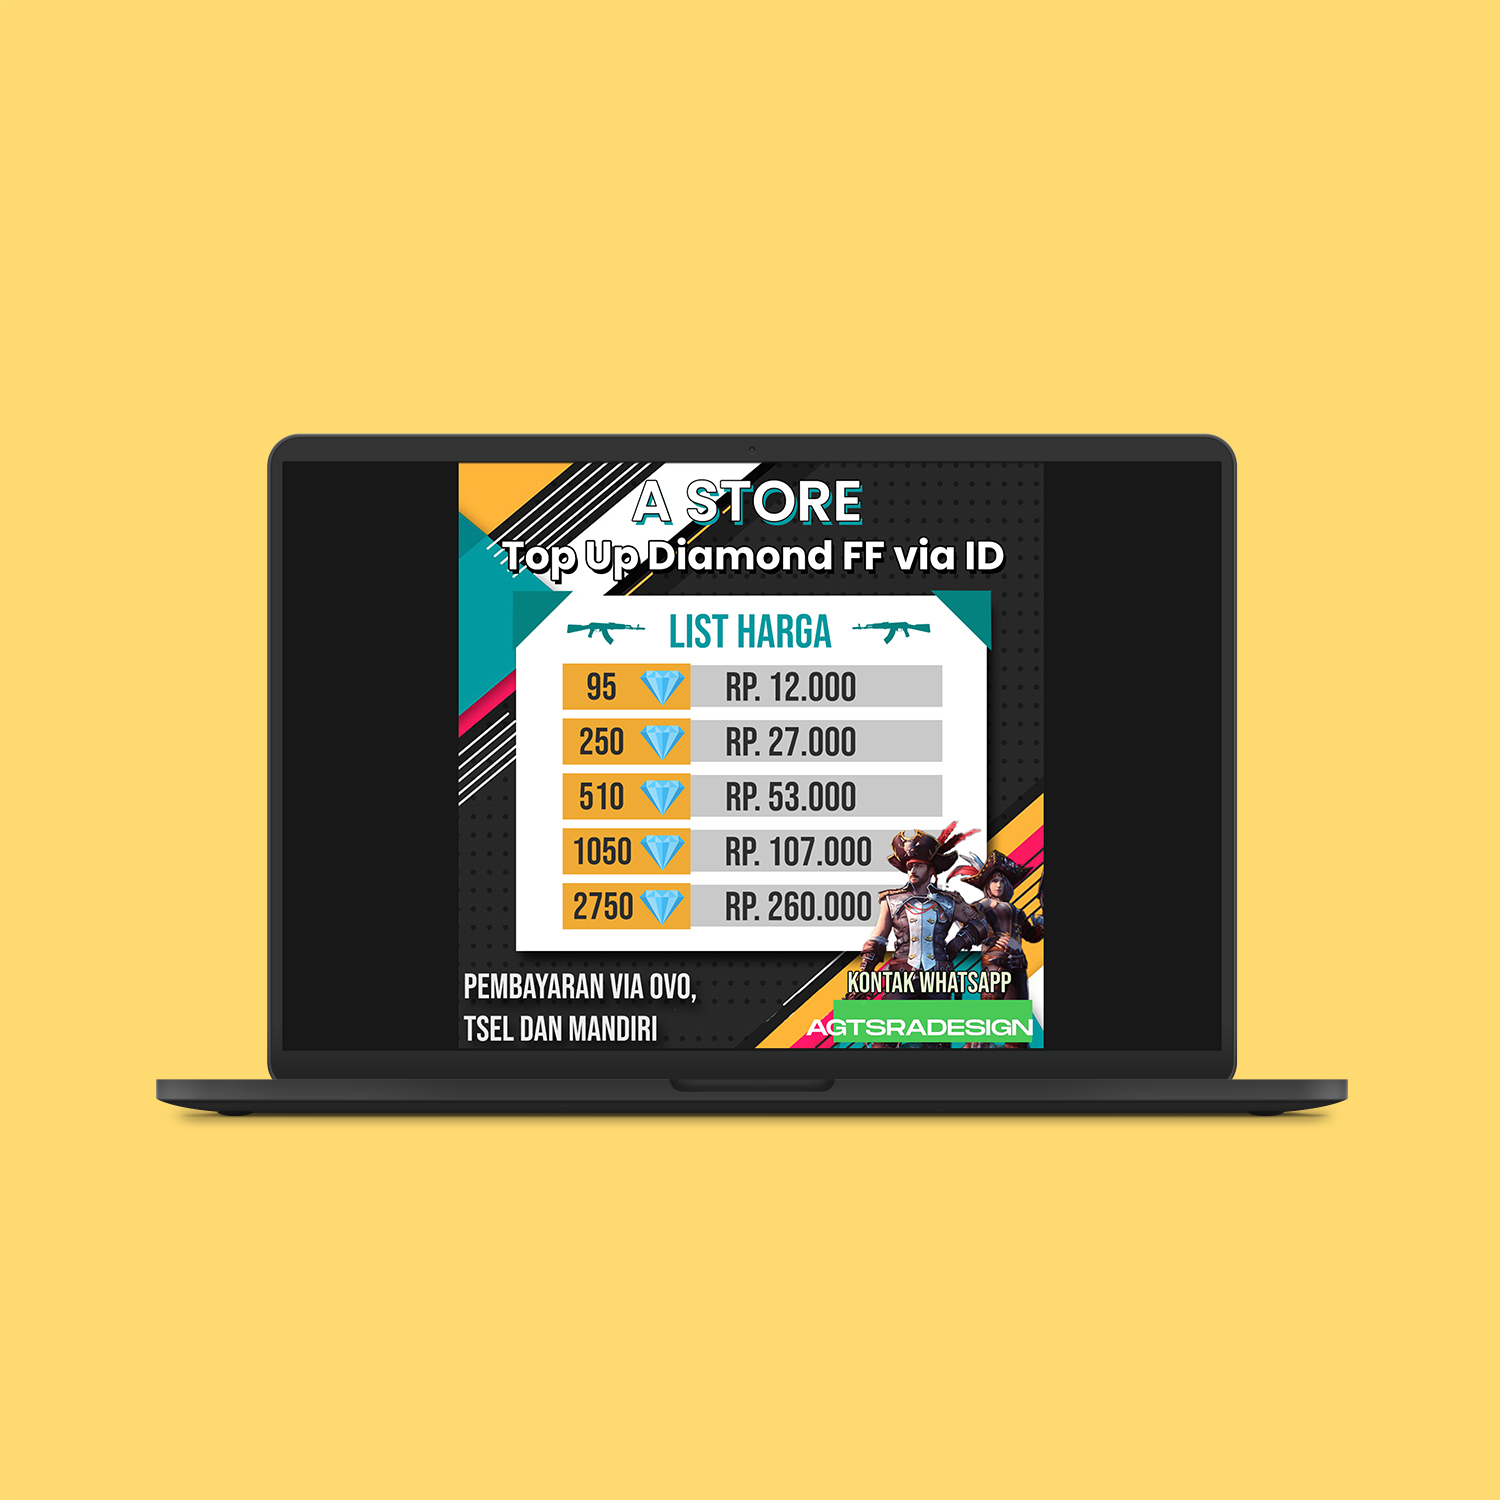 A STORE
Top Up Diamond FF via ID
LIST HARGA
95 RP. 12.000
250 RP. 27.000
510 RP. 53.000
1050 RP. 107.000
2750 RP. 260.000
PEMBAYARAN VIA OVO,
TSEL DAN MANDIRI
KONTAK WHATSAPP
AGTSRADESIGN